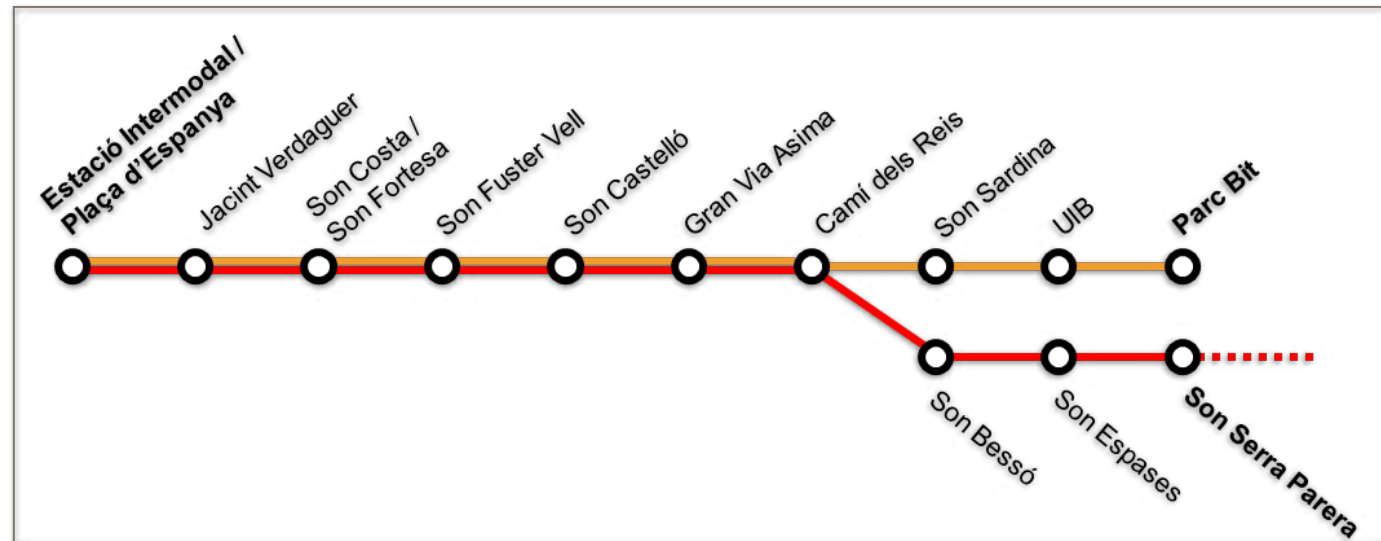 Estació Intermodal /
Plaça d’Espanya
Jacint Verdaguer
Son Costa /
Son Fortesa
Son Fuster Vell
Son Castelló
Gran Via Asima
Camí dels Reis
Son Sardina
UIB
Parc Bit
Son Bessó
Son Espases
Son Serra Parera